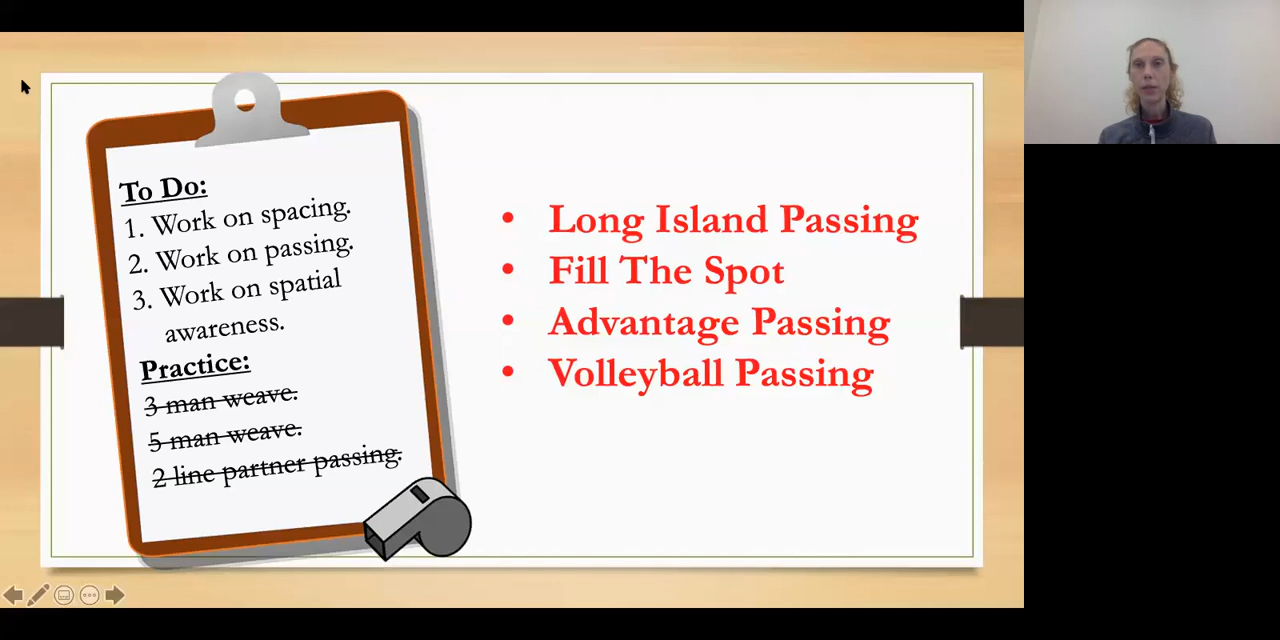 To Do:
1. Work on spacing.
2. Work on passing.
3. Work on spatial
awareness.
Practice:
3 man weave.
5 man weave.
2 line partner passing.
• Long Island Passing
• Fill The Spot
• Advantage Passing
• Volleyball Passing